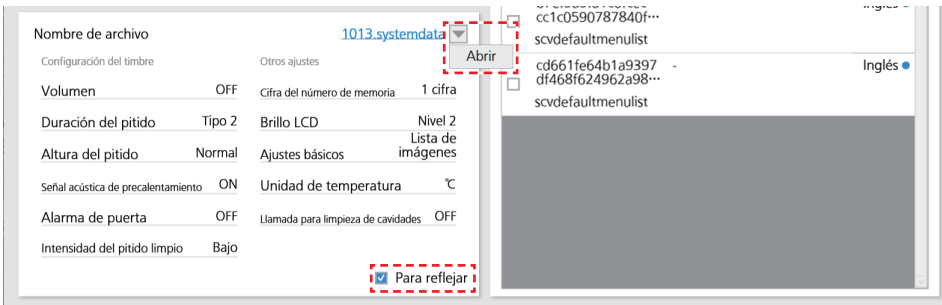 Nombre de archivo 1013.systemdata
Abrir
Configuración del timbre Otros ajustes
Volumen OFF Cifra del número de memoria 1 cifra
Duración del pitido Tipo 2 Brillo LCD Nivel 2
Altura del pitido Normal Ajustes básicos Lista de
imágenes
Señal acústica de precalentamiento ON Unidad de temperatura ℃
Alarma de puerta OFF Llamada para limpieza de cavidades OFF
Intensidad del pitido limpio Bajo
Para reflejar
cc1c0590787840f···
scvdefaultmenulist
cd661fe64b1a9397 - Inglés
df468f624962a98···
scvdefaultmenulist